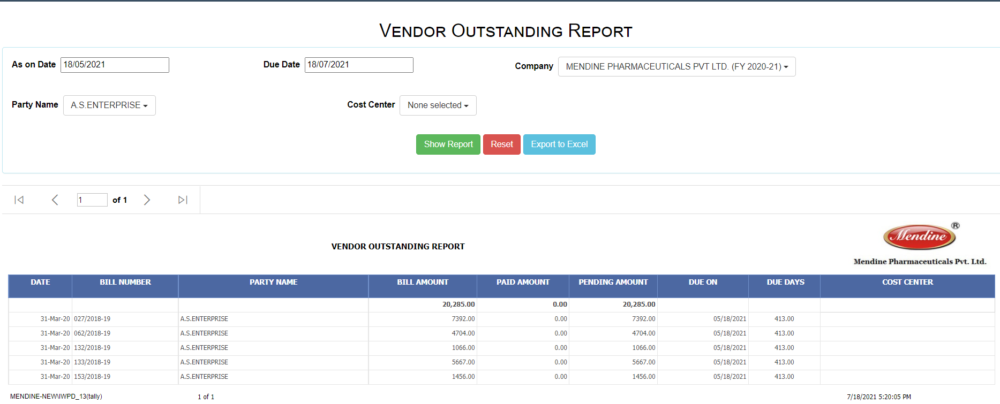 VENDOR OUTSTANDING REPORT
As on Date 18/05/2021 Due Date 18/07/2021 Company MENDINE PHARMACEUTICALS PVT LTD. (FY 2020-21)
Party Name A.S.ENTERPRISE Cost Center None selected
Show Report Reset Export to Excel
1 of 1
Mendine ®
VENDOR OUTSTANDING REPORT
Mendine Pharmaceuticals Pvt. Ltd.
DATE BILL NUMBER PARTY NAME BILL AMOUNT PAID AMOUNT PENDING AMOUNT DUE ON DUE DAYS COST CENTER
20,285.00 0.00 20,285.00
31-Mar-20 027/2018-19 A.S.ENTERPRISE 7392.00 0.00 7392.00 05/18/2021 413.00
31-Mar-20 062/2018-19 A.S.ENTERPRISE 4704.00 0.00 4704.00 05/18/2021 413.00
31-Mar-20 132/2018-19 A.S.ENTERPRISE 1066.00 0.00 1066.00 05/18/2021 413.00
31-Mar-20 133/2018-19 A.S.ENTERPRISE 5667.00 0.00 5667.00 05/18/2021 413.00
31-Mar-20 153/2018-19 A.S.ENTERPRISE 1456.00 0.00 1456.00 05/18/2021 413.00
MENDINE-NEW\IWPD_13(tally) 1 of 1 7/18/2021 5:20:05 PM